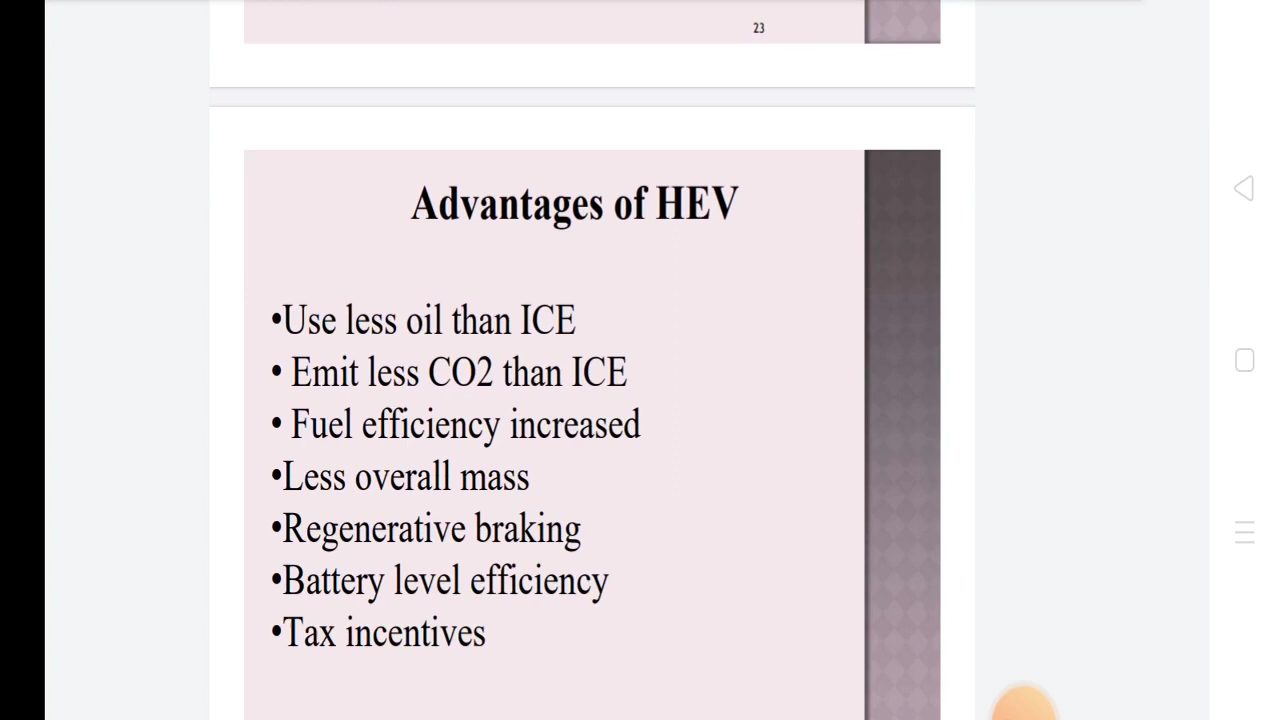 23
Advantages of HEV
•Use less oil than ICE
• Emit less CO2 than ICE
• Fuel efficiency increased
•Less overall mass
•Regenerative braking
•Battery level efficiency
•Tax incentives